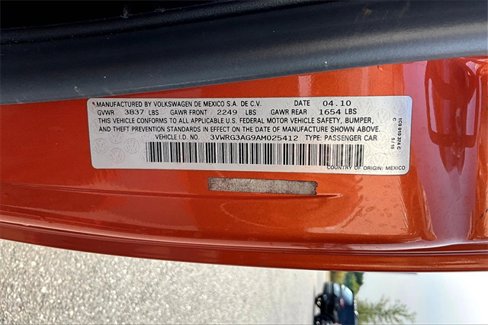 MANUFACTURED BY VOLKSWAGEN DE MEXICO S.A. DE C.V. DATE 04.10
GVWR 3837 LBS GAWR FRONT 2249 LBS GAWR REAR 1654 LBS
THIS VEHICLE CONFORMS TO ALL APPLICABLE U.S. FEDERAL MOTOR VEHICLE SAFETY, BUMPER,
AND THEFT PREVENTION STANDARDS IN EFFECT ON THE DATE OF MANUFACTURE SHOWN ABOVE.
VEHICLE I.D. NO. 3VWRG3AG9AM025412 TYPE: PASSENGER CAR
COUNTRY OF ORIGIN: MEXICO